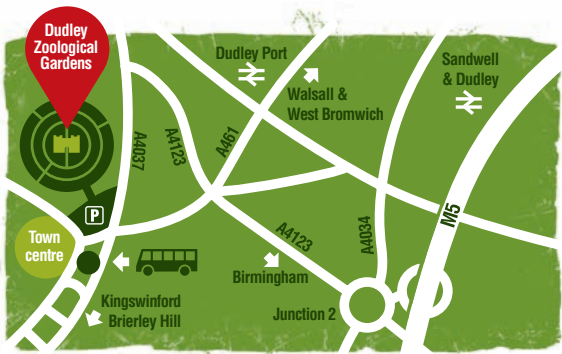 Dudley
Zoological
Gardens
Dudley Port
Walsall &
West Bromwich
Sandwell
& Dudley
A4037
A4123
A461
P
Town
centre
M5
A4123
A4034
Birmingham
Kingswinford
Brierley Hill
Junction 2